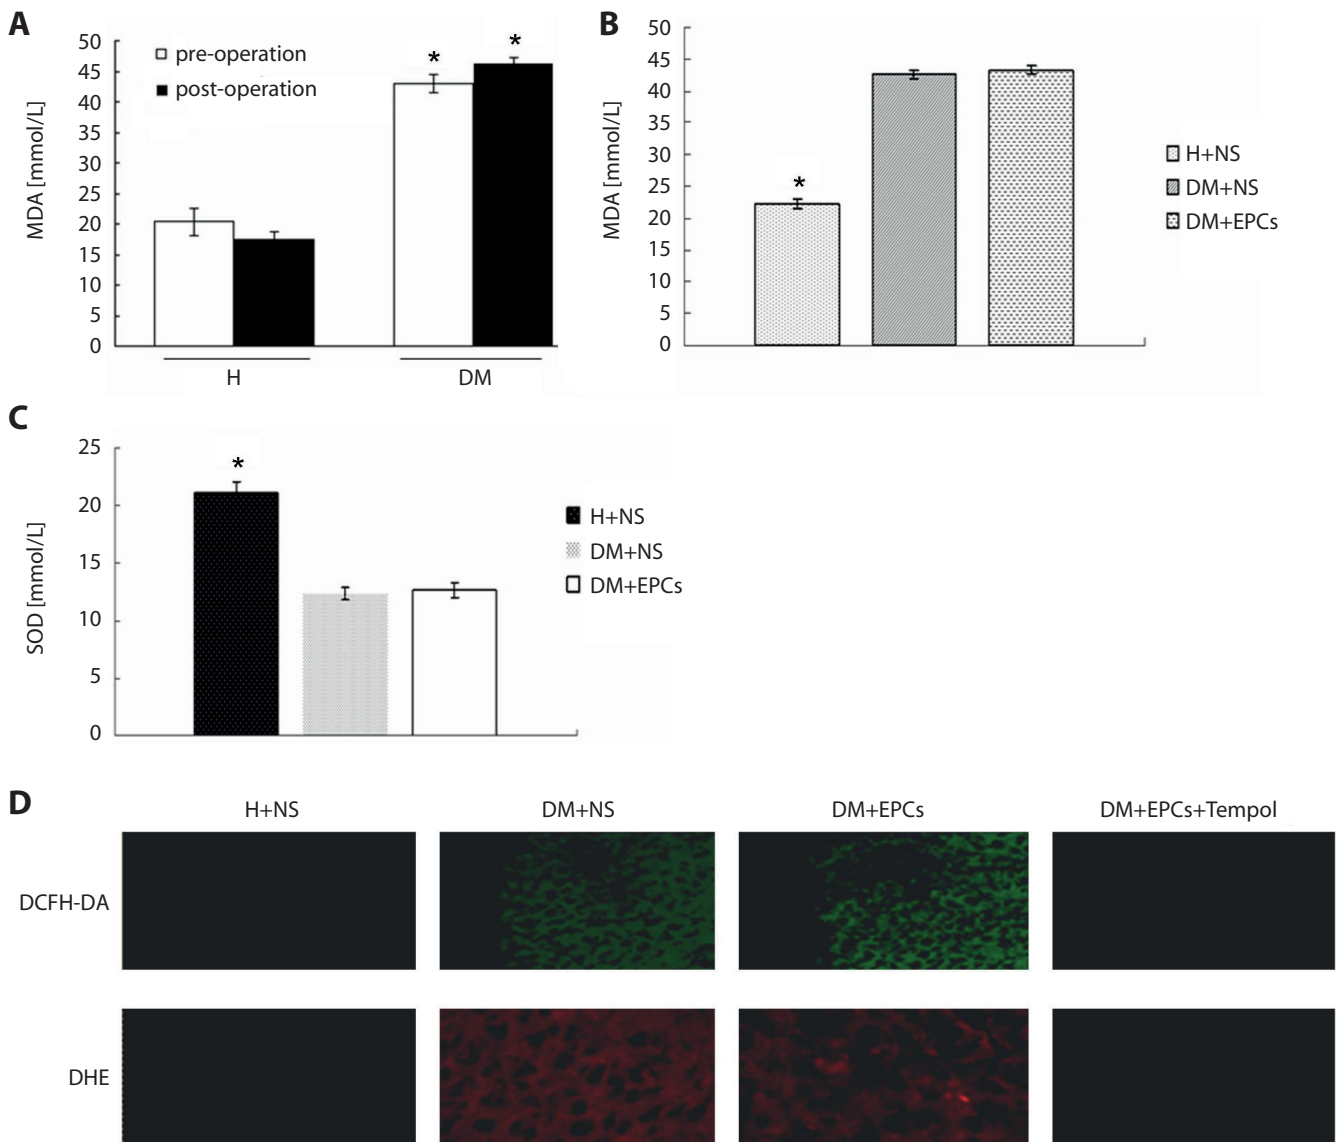 A
MDA [mmol/L]
50
45
40
35
30
25
20
15
10
5
0
pre-operation
post-operation
*
*
H
DM
B
MDA [mmol/L]
50
45
40
35
30
25
20
15
10
5
0
*
H+NS
DM+NS
DM+EPCs
C
SOD [mmol/L]
25
20
15
10
5
0
*
H+NS
DM+NS
DM+EPCs
D
H+NS DM+NS DM+EPCs DM+EPCs+Tempol
DCFH-DA
DHE